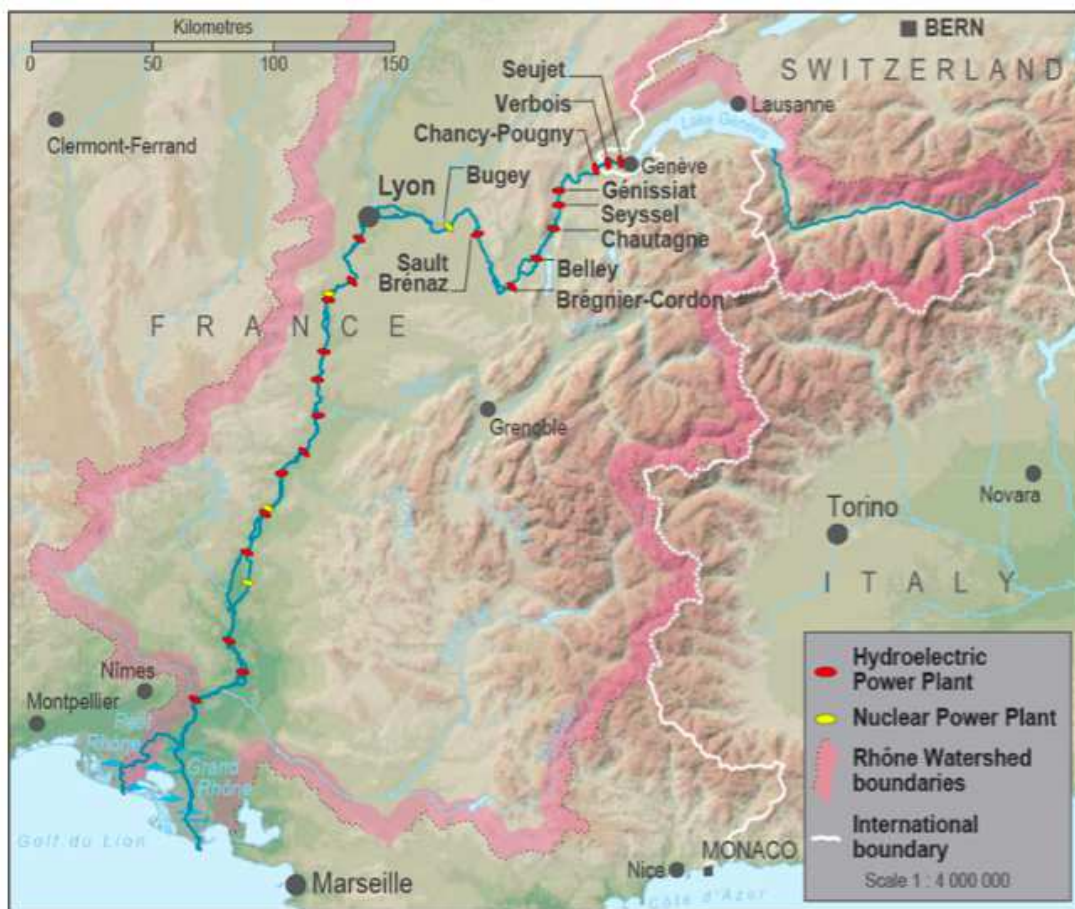 Kilometres
0 50 100 150
BERN
SWITZERLAND
Seujet
Verbois
Chancy-Pougny
Lausanne
Lake Geneva
Clermont-Ferrand
Genève
Lyon
Bugey
Génissiat
Seyssel
Chautagne
Sault
Brénaz
Belley
Brégnier-Cordon
FRANCE
Grenoble
Novara
Torino
ITALY
Nîmes
Montpellier
Petit
Rhône
Grand
Rhône
Golf du Lion
Marseille
Nice
MONACO
Côte d'Azur
Hydroelectric
Power Plant
Nuclear Power Plant
Rhône Watershed
boundaries
International
boundary
Scale 1 : 4 000 000